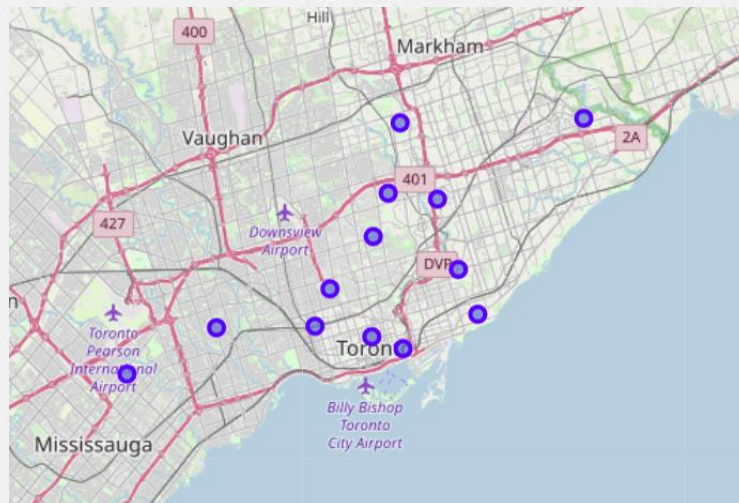 Hill
400
Markham
Vaughan
2A
401
427
Downsview
Airport
DVP
n
Toronto
Pearson
International
Airport
Toron
Billy Bishop
Toronto
City Airport
Mississauga